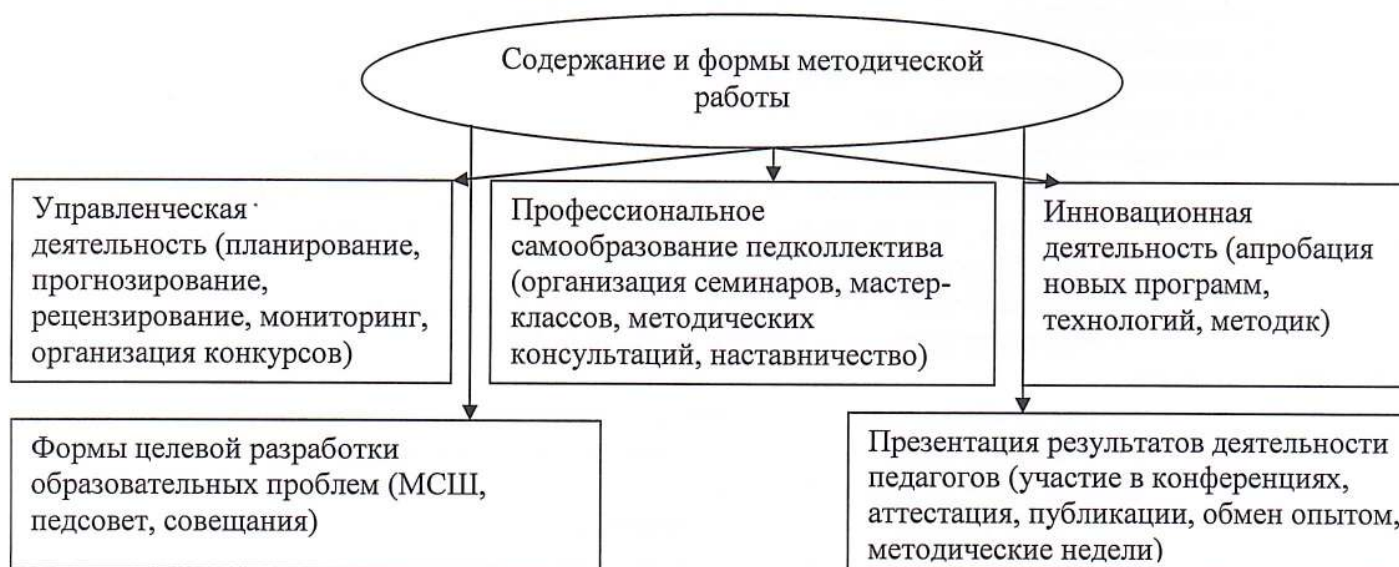 Содержание и формы методической
работы
Управленческая
деятельность (планирование,
прогнозирование,
рецензирование, мониторинг,
организация конкурсов)
Профессиональное
самообразование педколлектива
(организация семинаров, мастер-
классов, методических
консультаций, наставничество)
Инновационная
деятельность (апробация
новых программ,
технологий, методик)
Формы целевой разработки
образовательных проблем (МСШ,
педсовет, совещания)
Презентация результатов деятельности
педагогов (участие в конференциях,
аттестация, публикации, обмен опытом,
методические недели)